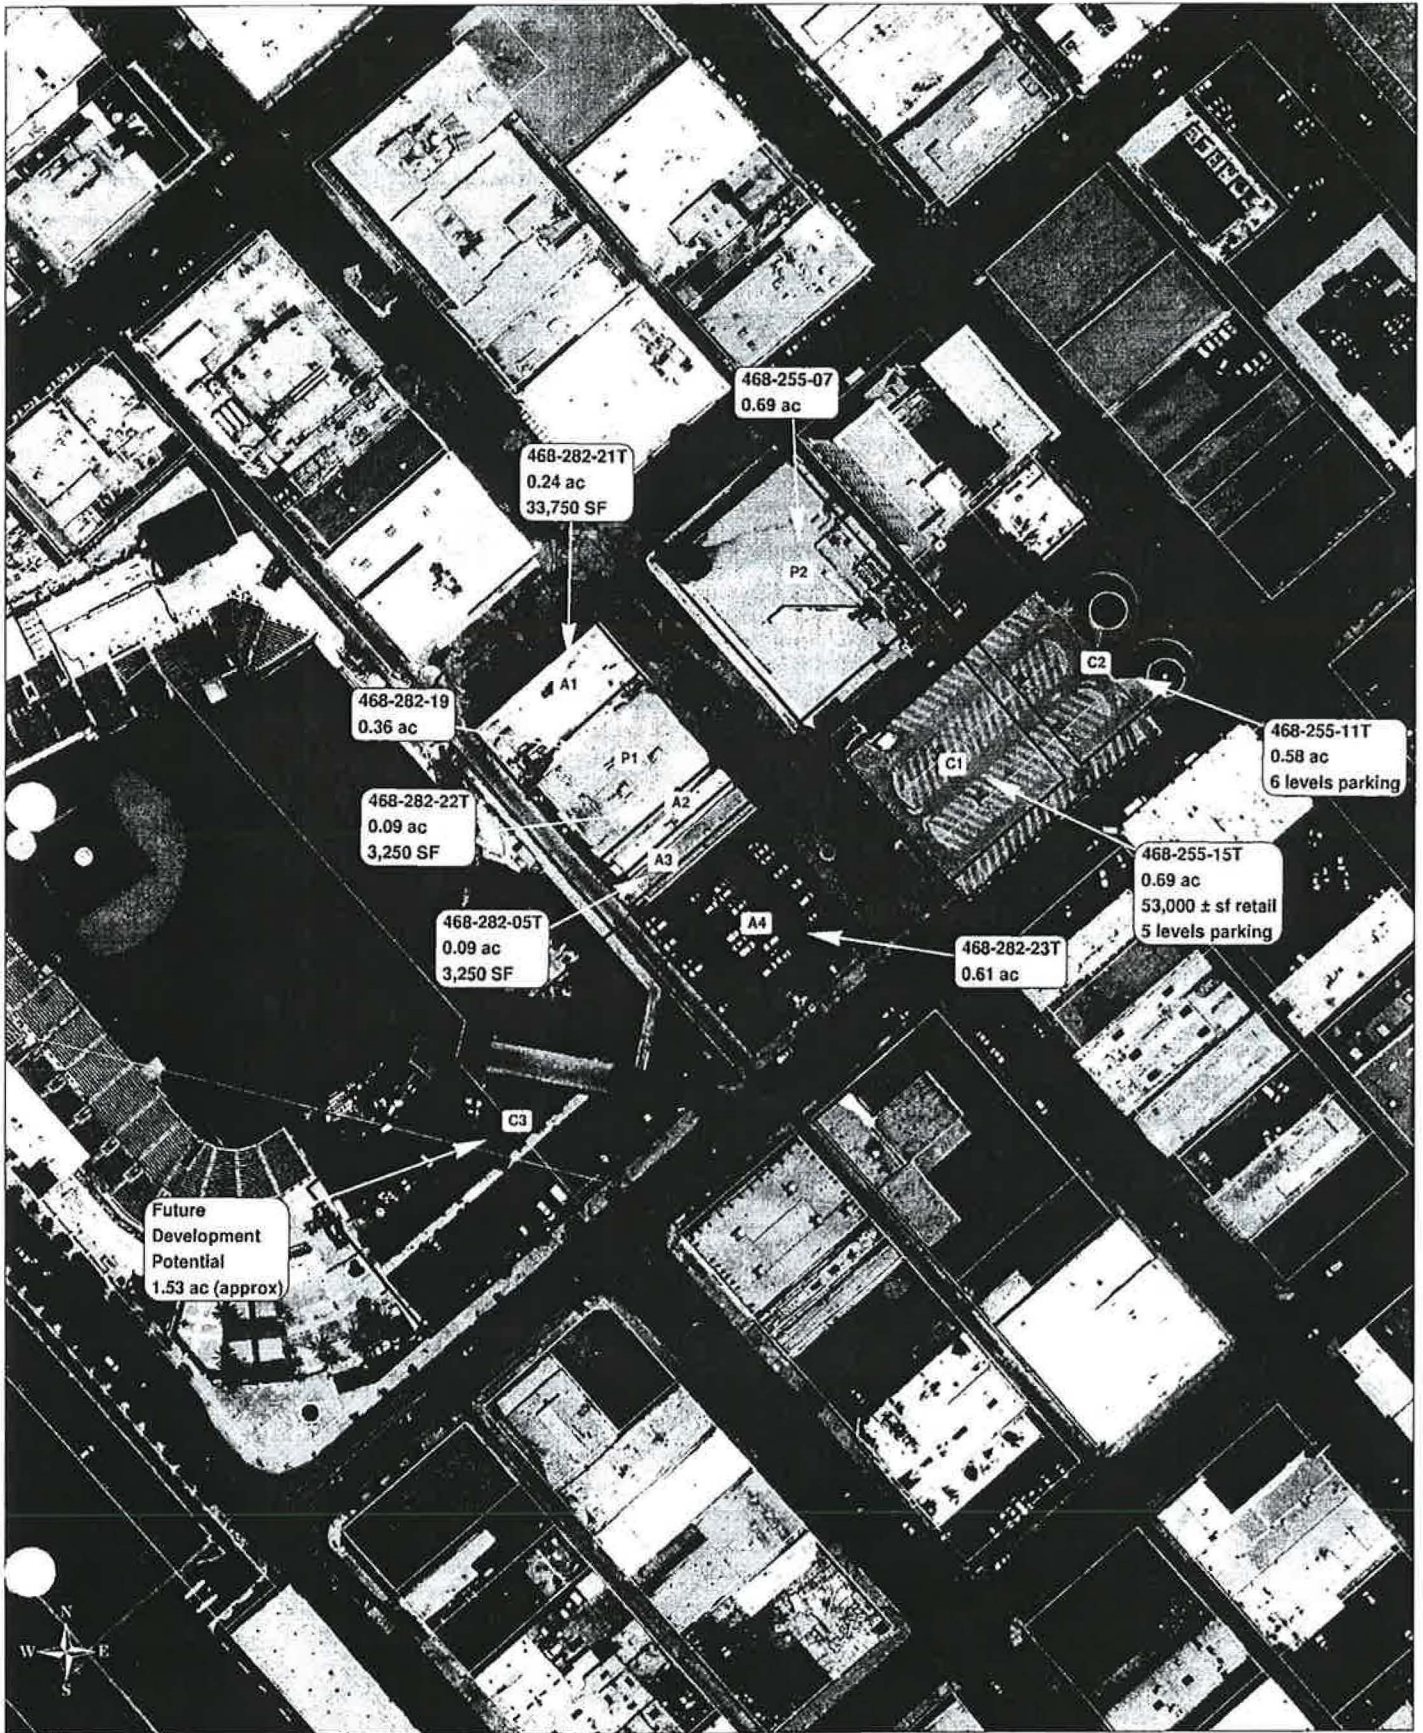 468-255-07
0.69 ac
468-282-21T
0.24 ac
33,750 SF
P2
A1
C2
468-282-19
0.36 ac
468-255-11T
0.58 ac
6 levels parking
P1
C1
468-282-22T
0.09 ac
3,250 SF
A2
A3
468-255-15T
0.69 ac
53,000 ± sf retail
5 levels parking
468-282-05T
0.09 ac
3,250 SF
A4
468-282-23T
0.61 ac
C3
Future
Development
Potential
1.53 ac (approx)
N
W E
S